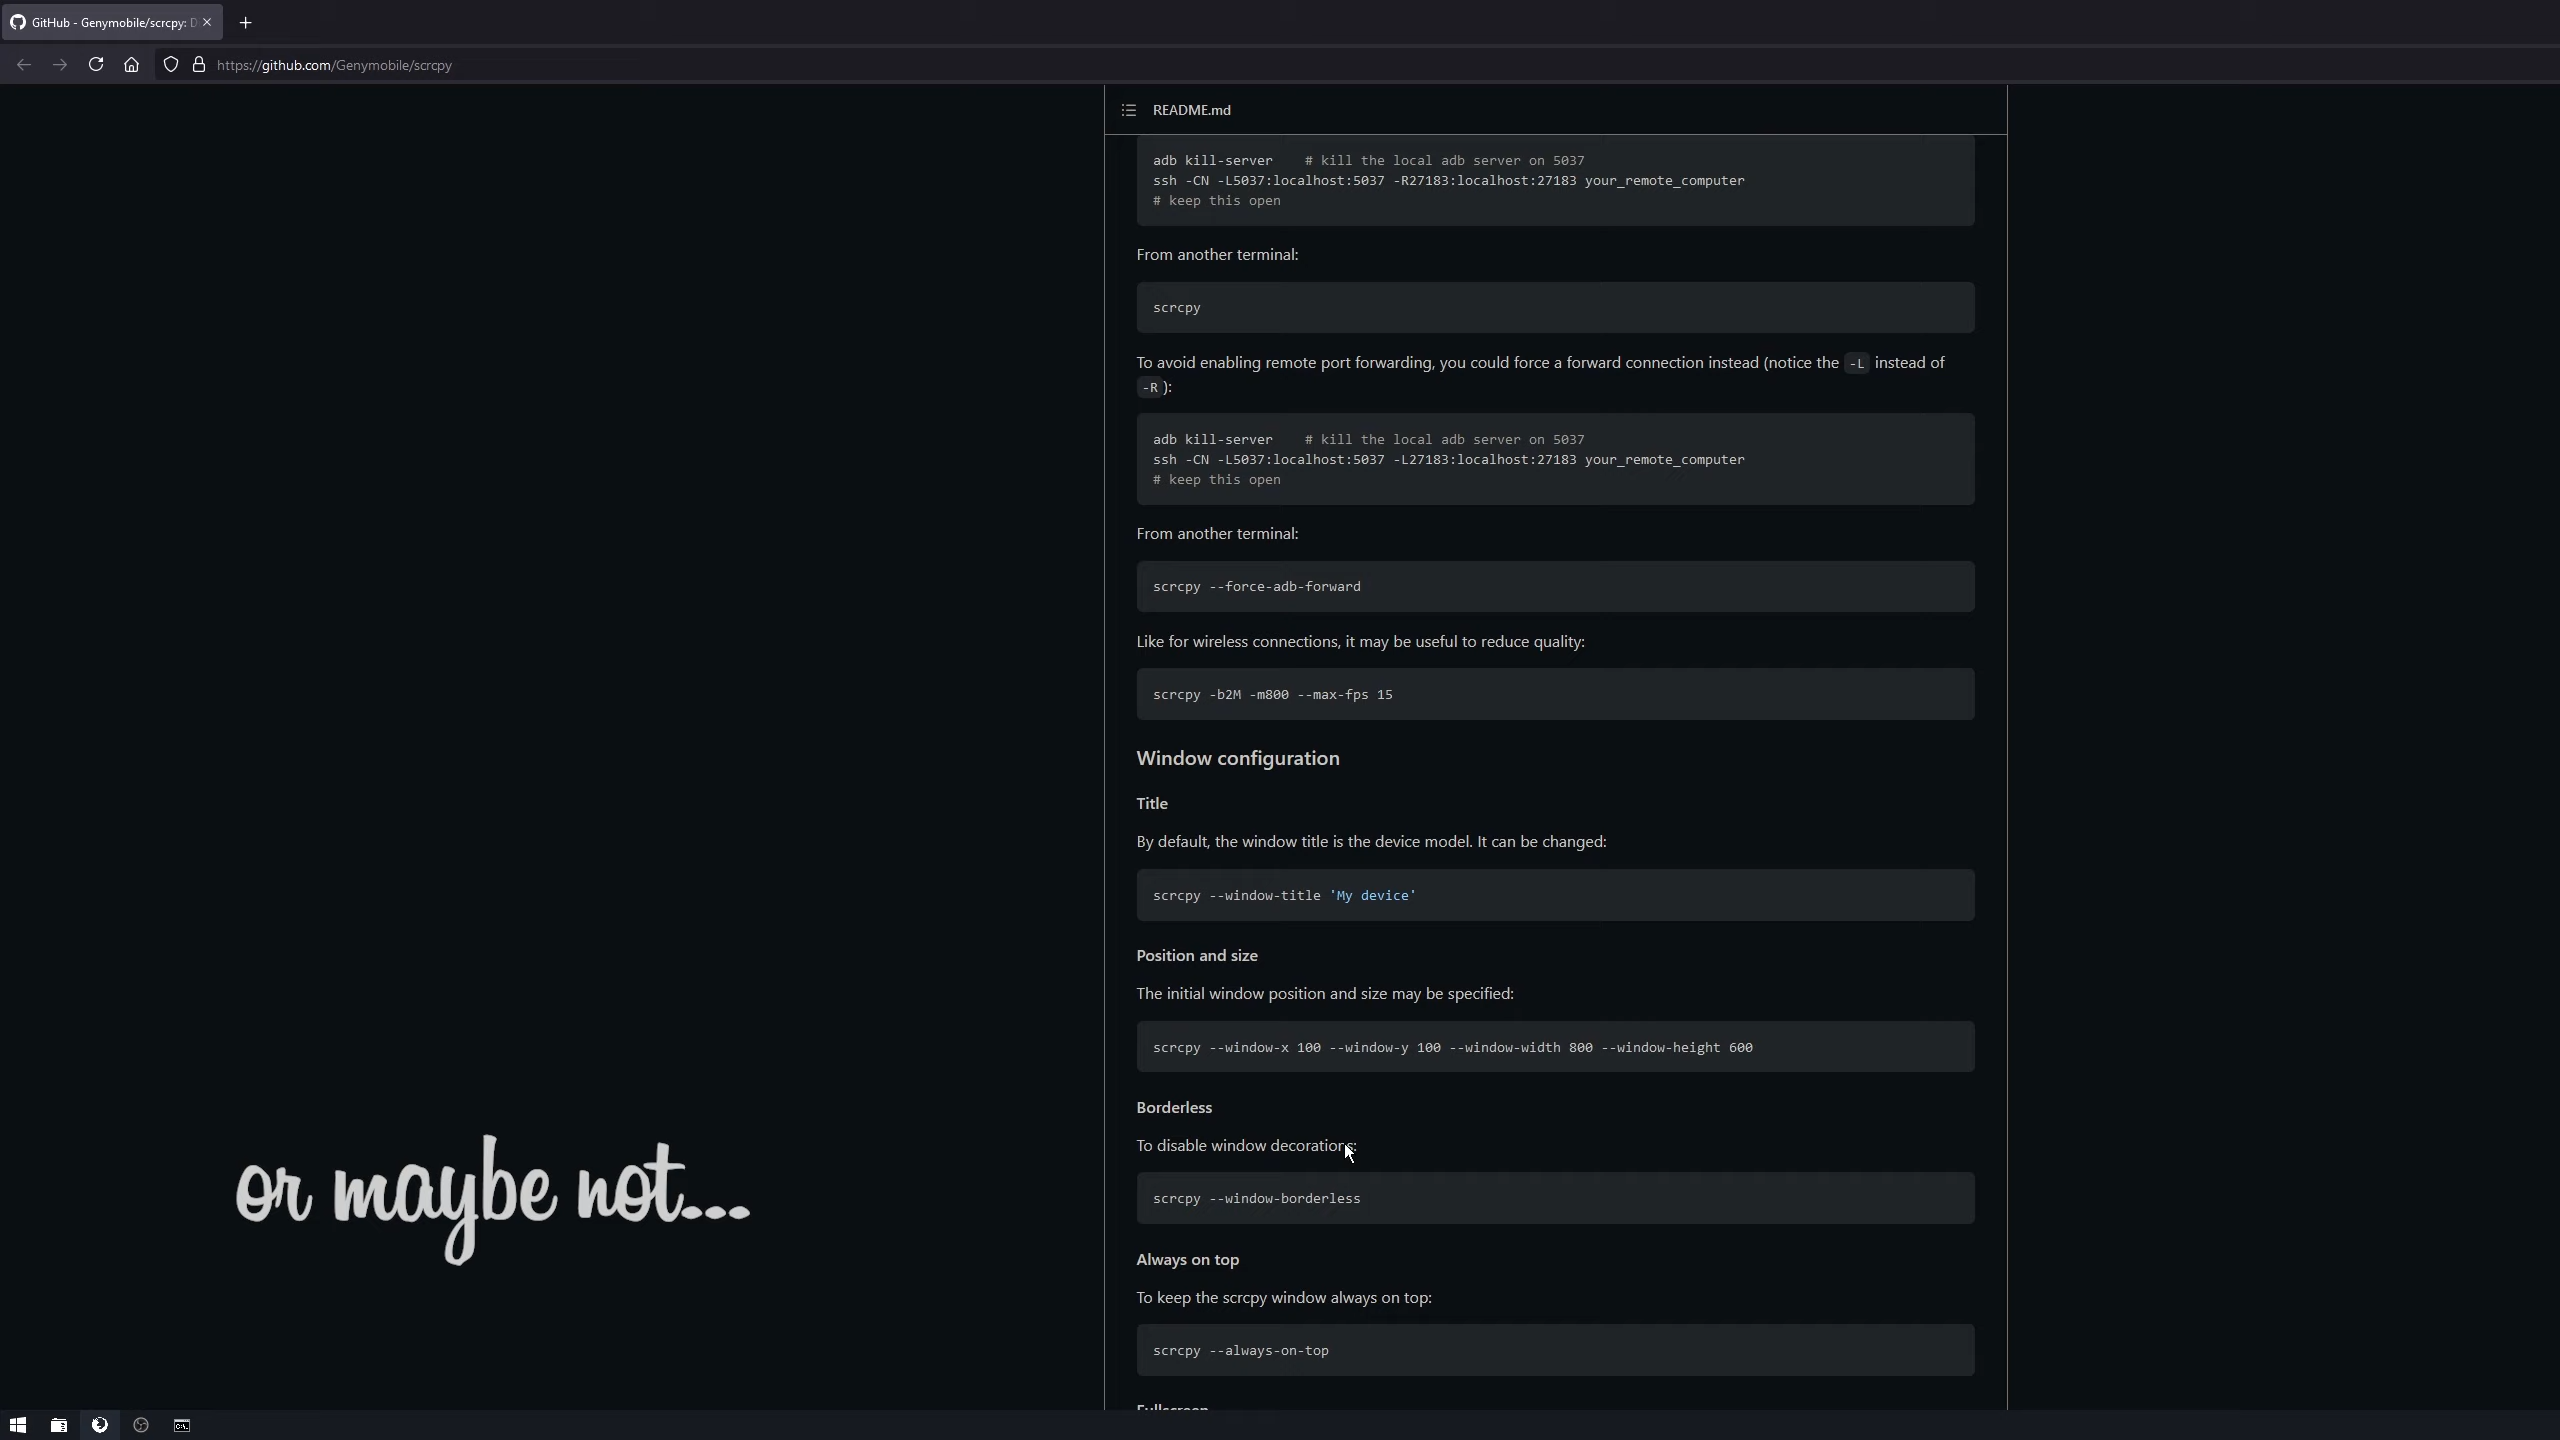 GitHub - Genymobile/scrcpy: D
https://github.com/Genymobile/scrcpy
README.md
adb kill-server    # kill the local adb server on 5037
ssh -CN -L5037:localhost:5037 -R27183:localhost:27183 your_remote_computer
# keep this open
From another terminal:
scrcpy
To avoid enabling remote port forwarding, you could force a forward connection instead (notice the -L instead of
-R ):
adb kill-server    # kill the local adb server on 5037
ssh -CN -L5037:localhost:5037 -L27183:localhost:27183 your_remote_computer
# keep this open
From another terminal:
scrcpy --force-adb-forward
Like for wireless connections, it may be useful to reduce quality:
scrcpy -b2M -m800 --max-fps 15
Window configuration
Title
By default, the window title is the device model. It can be changed:
scrcpy --window-title 'My device'
Position and size
The initial window position and size may be specified:
scrcpy --window-x 100 --window-y 100 --window-width 800 --window-height 600
Borderless
To disable window decorations:
scrcpy --window-borderless
or maybe not...
Always on top
To keep the scrcpy window always on top:
scrcpy --always-on-top
Fullscreen